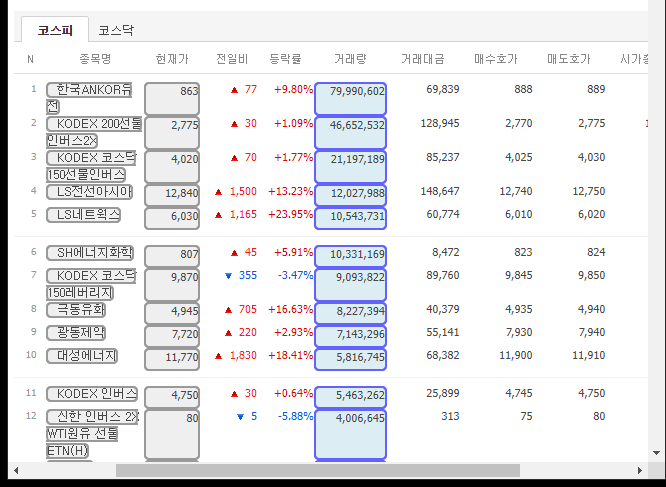 코스피 코스닥
N 종목명 현재가 전일비 등락률 거래량 거래대금 매수호가 매도호가
1 한국ANKOR유 863 ▲ 77 +9.80% 79,990,602 69,839 888 889
전
2 KODEX 200선물 2,775 ▲ 30 +1.09% 46,652,532 128,945 2,770 2,775
인버스2X
3 KODEX 코스닥 4,020 ▲ 70 +1.77% 21,197,189 85,237 4,025 4,030
150선물인버스
4 LS전선아시아 12,840 ▲ 1,500 +13.23% 12,027,988 148,647 12,740 12,750
5 LS네트웍스 6,030 ▲ 1,165 +23.95% 10,543,731 60,774 6,010 6,020
6 SH에너지화학 807 ▲ 45 +5.91% 10,331,169 8,472 823 824
7 KODEX 코스닥 9,870 ▼ 355 -3.47% 9,093,822 89,760 9,845 9,850
150레버리지
8 극동유화 4,945 ▲ 705 +16.63% 8,227,394 40,379 4,935 4,940
9 광동제약 7,720 ▲ 220 +2.93% 7,143,296 55,141 7,930 7,940
10 대성에너지 11,770 ▲ 1,830 +18.41% 5,816,745 68,382 11,900 11,910
11 KODEX 인버스 4,750 ▲ 30 +0.64% 5,463,262 25,899 4,745 4,750
12 신한 인버스 2X 80 ▼ 5 -5.88% 4,006,645 313 75 80
WTI원유 선물
ETN(H)